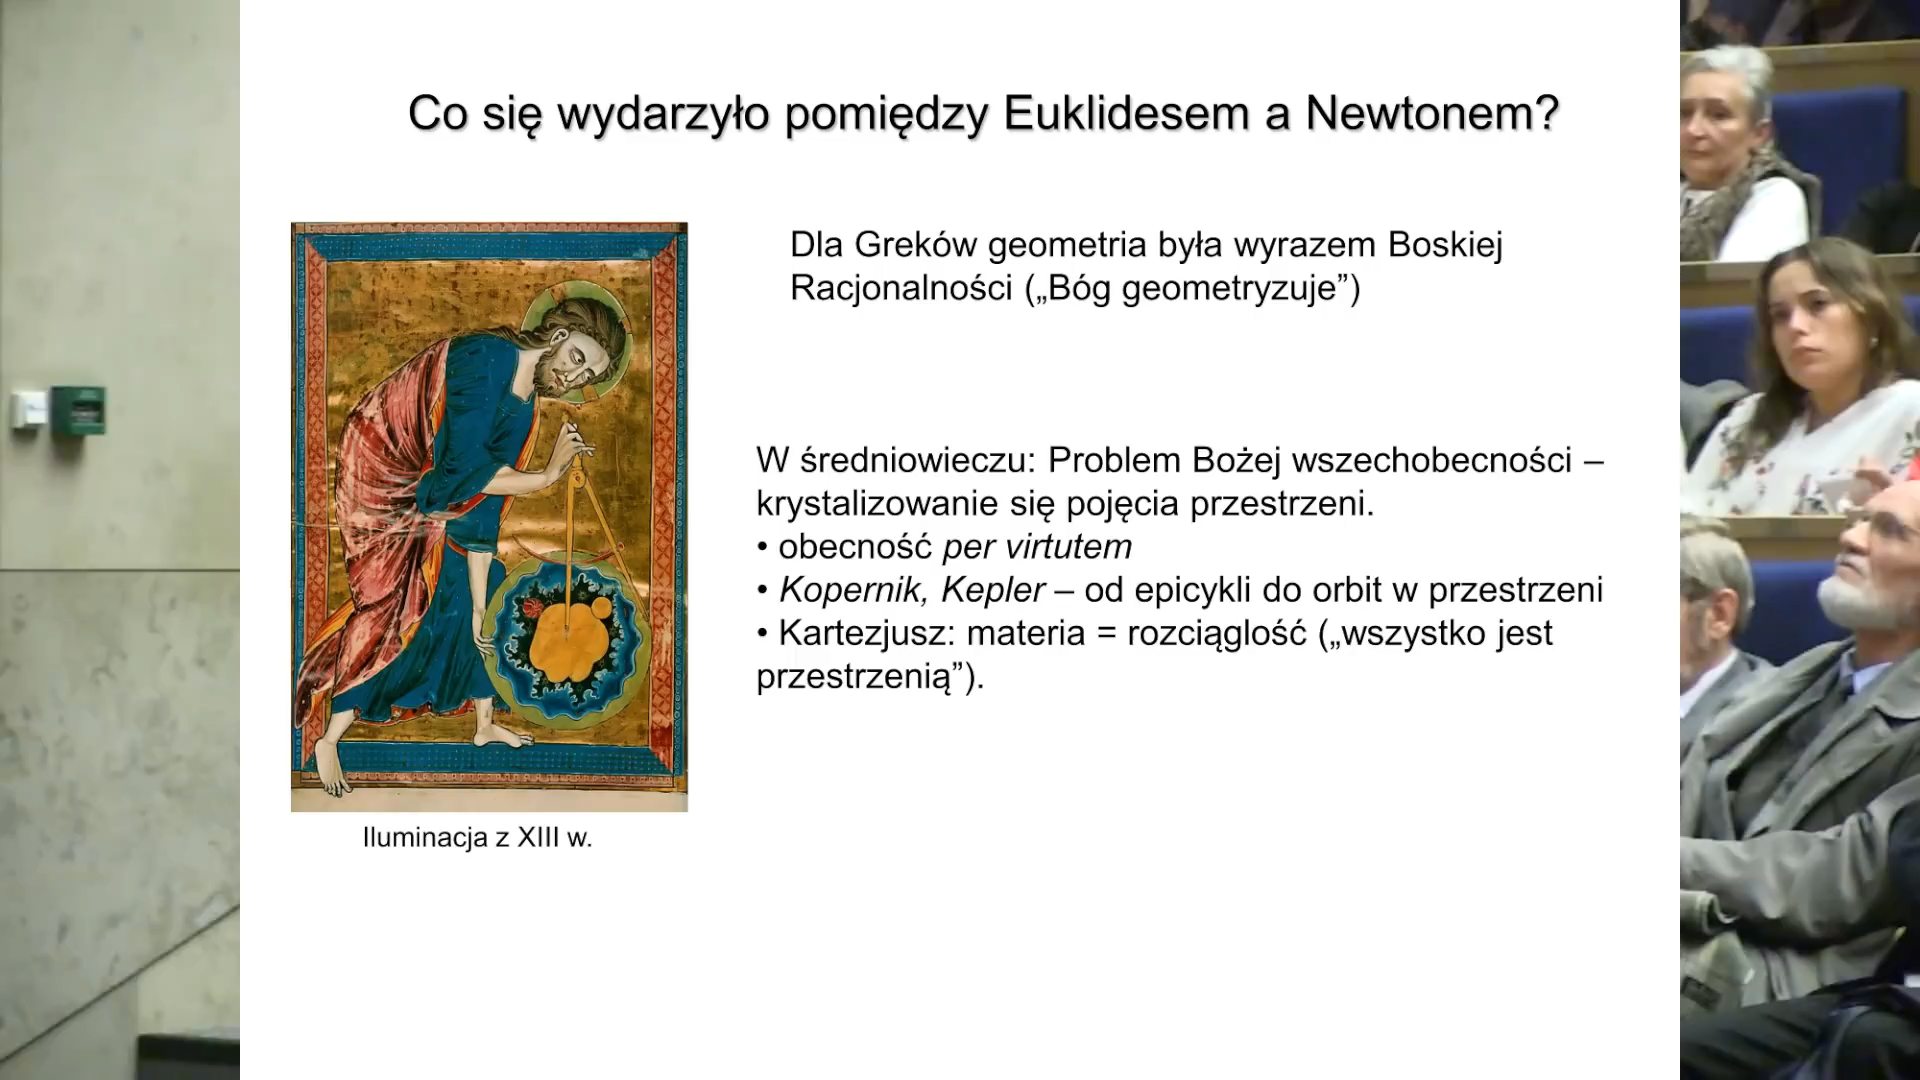 Co się wydarzyło pomiędzy Euklidesem a Newtonem?
Dla Greków geometria była wyrazem Boskiej
Racjonalności („Bóg geometryzuje”)
W średniowieczu: Problem Bożej wszechobecności –
krystalizowanie się pojęcia przestrzeni.
• obecność per virtutem
• Kopernik, Kepler – od epicykli do orbit w przestrzeni
• Kartezjusz: materia = rozciąglość („wszystko jest
przestrzenią”).
Iluminacja z XIII w.